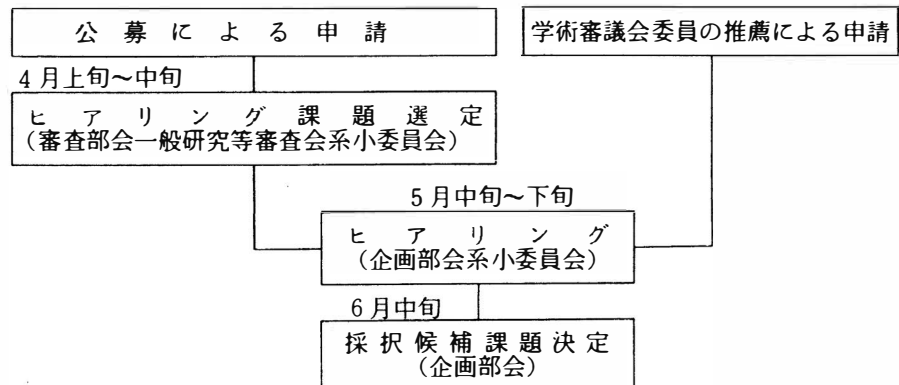 公募による申請
学術審議会委員の推薦による申請
4月上旬～中旬
ヒアリング課題選定
（審査部会一般研究等審査会系小委員会）
5月中旬～下旬
ヒアリング
（企画部会系小委員会）
6月中旬
採択候補課題決定
（企画部会）